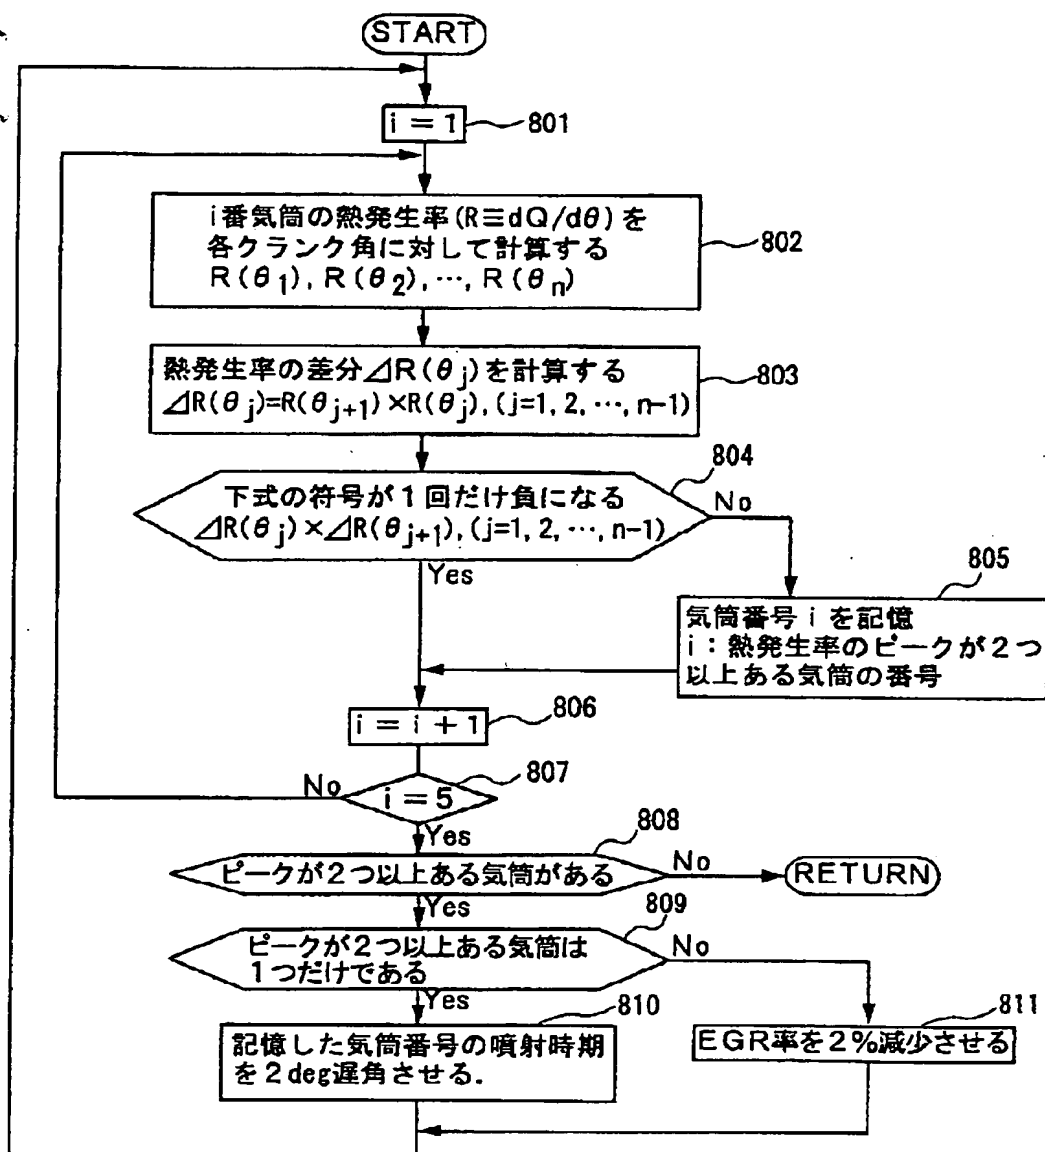 START
i=1
801
i番気筒の熱発生率(R≡dQ/dθ)を
各クランク角に対して計算する
R(θ1), R(θ2), …, R(θn)
802
熱発生率の差分⊿R(θj)を計算する
⊿R(θj)=R(θj+1)×R(θj), (j=1, 2, …, n-1)
803
804
下式の符号が1回だけ負になる
⊿R(θj)×⊿R(θj+1), (j=1, 2, …, n-1)
No
Yes
805
気筒番号iを記憶
i:熱発生率のピークが2つ
以上ある気筒の番号
i=i+1
806
807
No
i=5
Yes
808
ピークが2つ以上ある気筒がある
No
RETURN
Yes
809
ピークが2つ以上ある気筒は
1つだけである
No
Yes
810
記憶した気筒番号の噴射時期
を2deg遅角させる.
811
EGR率を2%減少させる